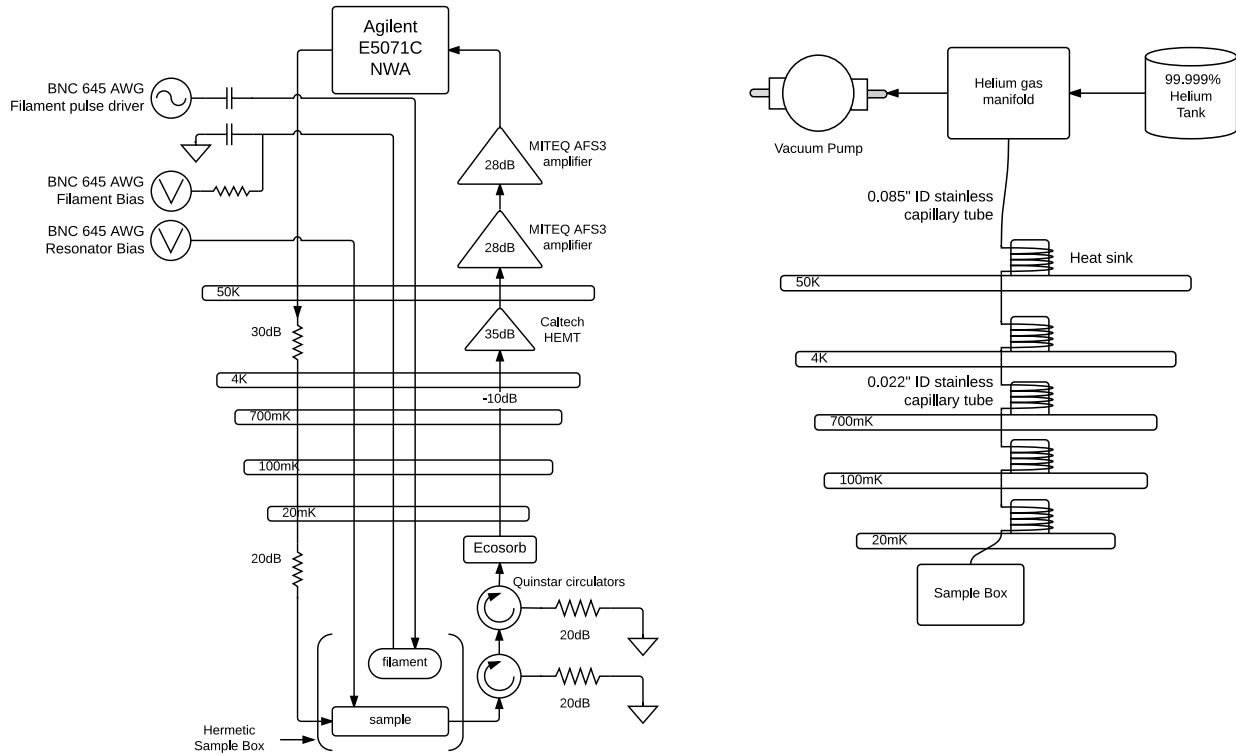 Agilent
E5071C
NWA
BNC 645 AWG
Filament pulse driver
BNC 645 AWG
Filament Bias
BNC 645 AWG
Resonator Bias
MITEQ AFS3
amplifier
28dB
MITEQ AFS3
amplifier
28dB
50K
30dB
35dB
Caltech
HEMT
4K
-10dB
700mK
100mK
20mK
20dB
Ecosorb
Quinstar circulators
20dB
20dB
filament
sample
Hermetic
Sample Box
Vacuum Pump
Helium gas
manifold
99.999%
Helium
Tank
0.085" ID stainless
capillary tube
Heat sink
50K
4K
0.022" ID stainless
capillary tube
700mK
100mK
20mK
Sample Box